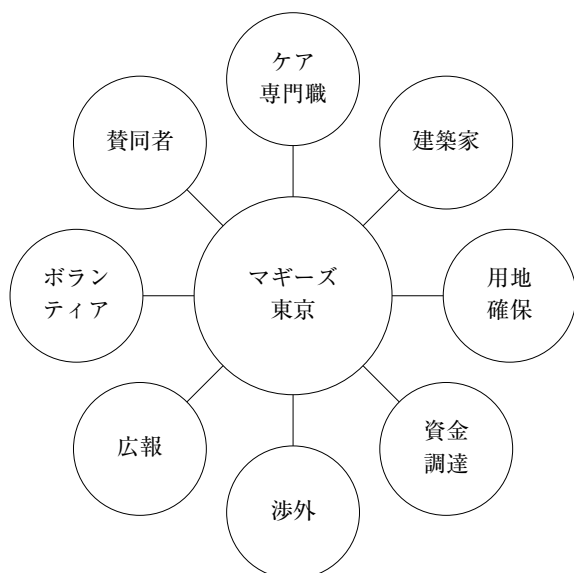 ケア
専門職
賛同者
建築家
ボラン
ティア
マギーズ
東京
用地
確保
広報
資金
調達
渉外